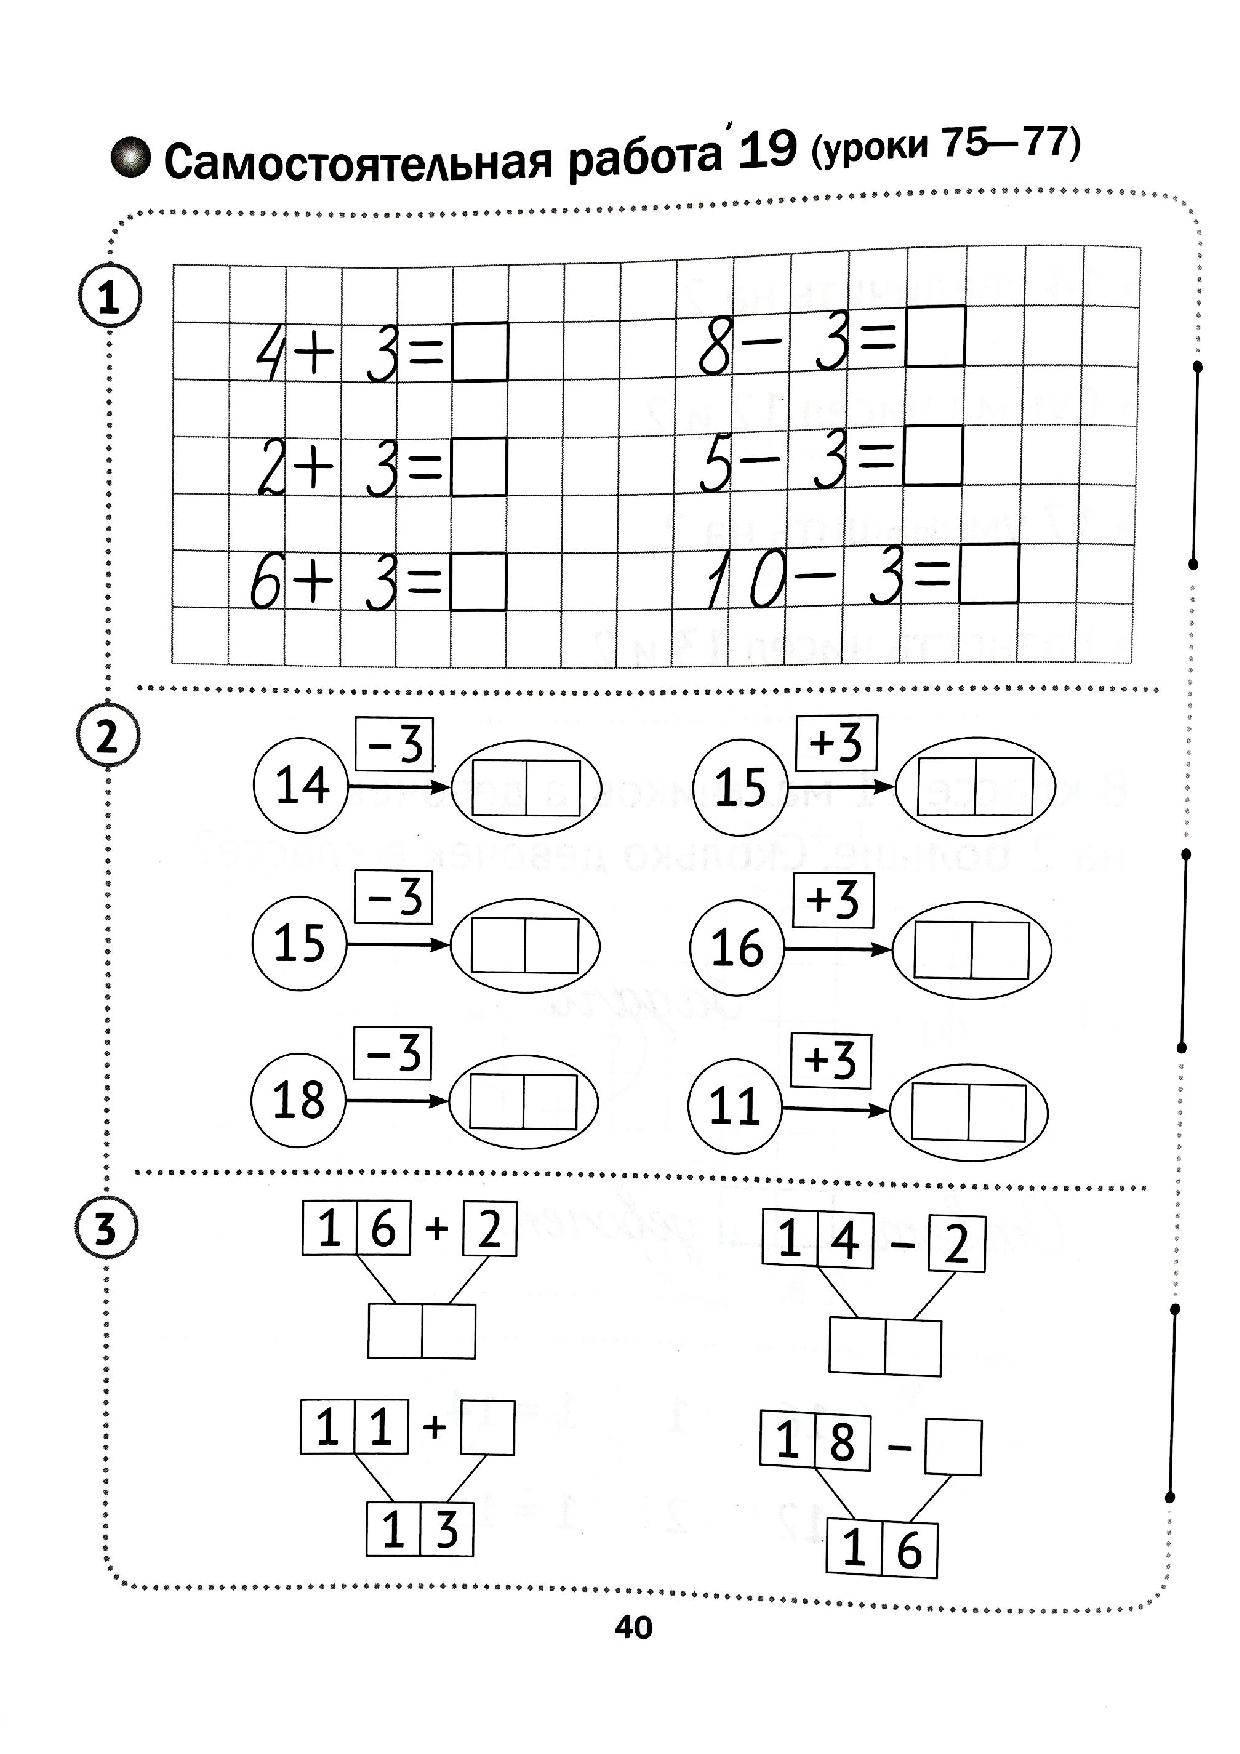 Самостоятельная работа 19 (уроки 75—77)
1
4 + 3 = 8 − 3 =
2 + 3 = 5 − 3 =
6 + 3 = 10 − 3 =
2
−3 +3
14 15
−3 +3
15 16
−3 +3
18 11
3
16 + 2 14 − 2
11 + 18 −
13 16
40